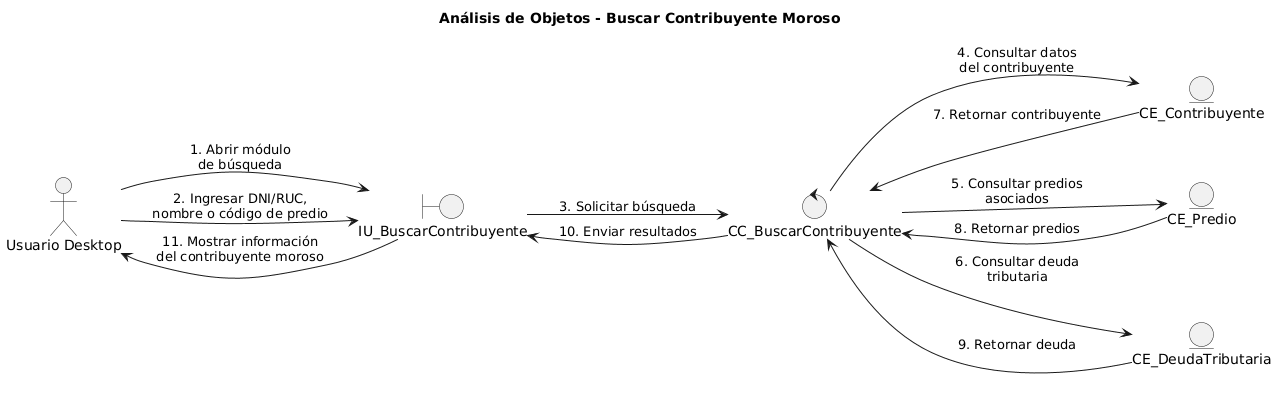 Análisis de Objetos - Buscar Contribuyente Moroso
4. Consultar datos
del contribuyente
7. Retornar contribuyente
CE_Contribuyente
1. Abrir módulo
de búsqueda
2. Ingresar DNI/RUC,
nombre o código de predio
11. Mostrar información
del contribuyente moroso
Usuario Desktop
IU_BuscarContribuyente
3. Solicitar búsqueda
10. Enviar resultados
CC_BuscarContribuyente
5. Consultar predios
asociados
8. Retornar predios
CE_Predio
6. Consultar deuda
tributaria
9. Retornar deuda
CE_DeudaTributaria